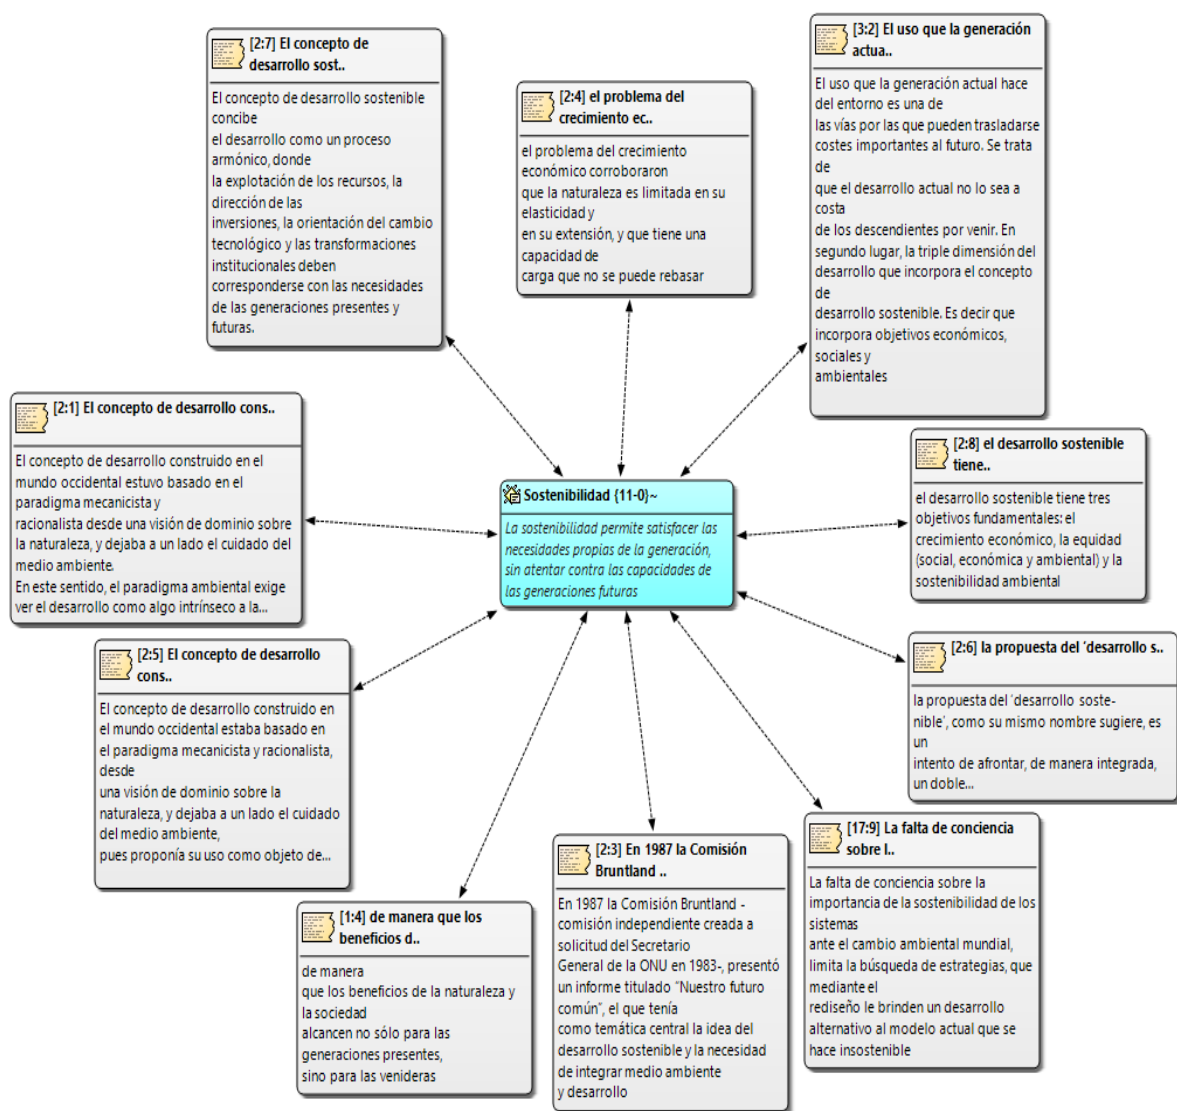 [2:7] El concepto de
desarrollo sost..
El concepto de desarrollo sostenible
concibe
el desarrollo como un proceso
armónico, donde
la explotación de los recursos, la
dirección de las
inversiones, la orientación del cambio
tecnológico y las transformaciones
institucionales deben
corresponderse con las necesidades
de las generaciones presentes y
futuras.
[2:4] el problema del
crecimiento ec..
el problema del crecimiento
económico corroboraron
que la naturaleza es limitada en su
elasticidad y
en su extensión, y que tiene una
capacidad de
carga que no se puede rebasar
[3:2] El uso que la generación
actua..
El uso que la generación actual hace
del entorno es una de
las vías por las que pueden trasladarse
costes importantes al futuro. Se trata
de
que el desarrollo actual no lo sea a
costa
de los descendientes por venir. En
segundo lugar, la triple dimensión del
desarrollo que incorpora el concepto
de
desarrollo sostenible. Es decir que
incorpora objetivos económicos,
sociales y
ambientales
[2:1] El concepto de desarrollo cons..
El concepto de desarrollo construido en el
mundo occidental estuvo basado en el
paradigma mecanicista y
racionalista desde una visión de dominio sobre
la naturaleza, y dejaba a un lado el cuidado del
medio ambiente.
En este sentido, el paradigma ambiental exige
ver el desarrollo como algo intrínseco a la...
Sostenibilidad {11-0}~
La sostenibilidad permite satisfacer las
necesidades propias de la generación,
sin atentar contra las capacidades de
las generaciones futuras
[2:8] el desarrollo sostenible
tiene..
el desarrollo sostenible tiene tres
objetivos fundamentales: el
crecimiento económico, la equidad
(social, económica y ambiental) y la
sostenibilidad ambiental
[2:5] El concepto de desarrollo
cons..
El concepto de desarrollo construido en
el mundo occidental estaba basado en
el paradigma mecanicista y racionalista,
desde
una visión de dominio sobre la
naturaleza, y dejaba a un lado el cuidado
del medio ambiente,
pues proponía su uso como objeto de...
[2:6] la propuesta del ‘desarrollo s..
la propuesta del ‘desarrollo soste-
nible’, como su mismo nombre sugiere, es
un
intento de afrontar, de manera integrada,
un doble...
[1:4] de manera que los
beneficios d..
de manera
que los beneficios de la naturaleza y
la sociedad
alcancen no sólo para las
generaciones presentes,
sino para las venideras
[2:3] En 1987 la Comisión
Bruntland ..
En 1987 la Comisión Bruntland -
comisión independiente creada a
solicitud del Secretario
General de la ONU en 1983-, presentó
un informe titulado “Nuestro futuro
común”, el que tenía
como temática central la idea del
desarrollo sostenible y la necesidad
de integrar medio ambiente
y desarrollo
[17:9] La falta de conciencia
sobre l..
La falta de conciencia sobre la
importancia de la sostenibilidad de los
sistemas
ante el cambio ambiental mundial,
limita la búsqueda de estrategias, que
mediante el
rediseño le brinden un desarrollo
alternativo al modelo actual que se
hace insostenible